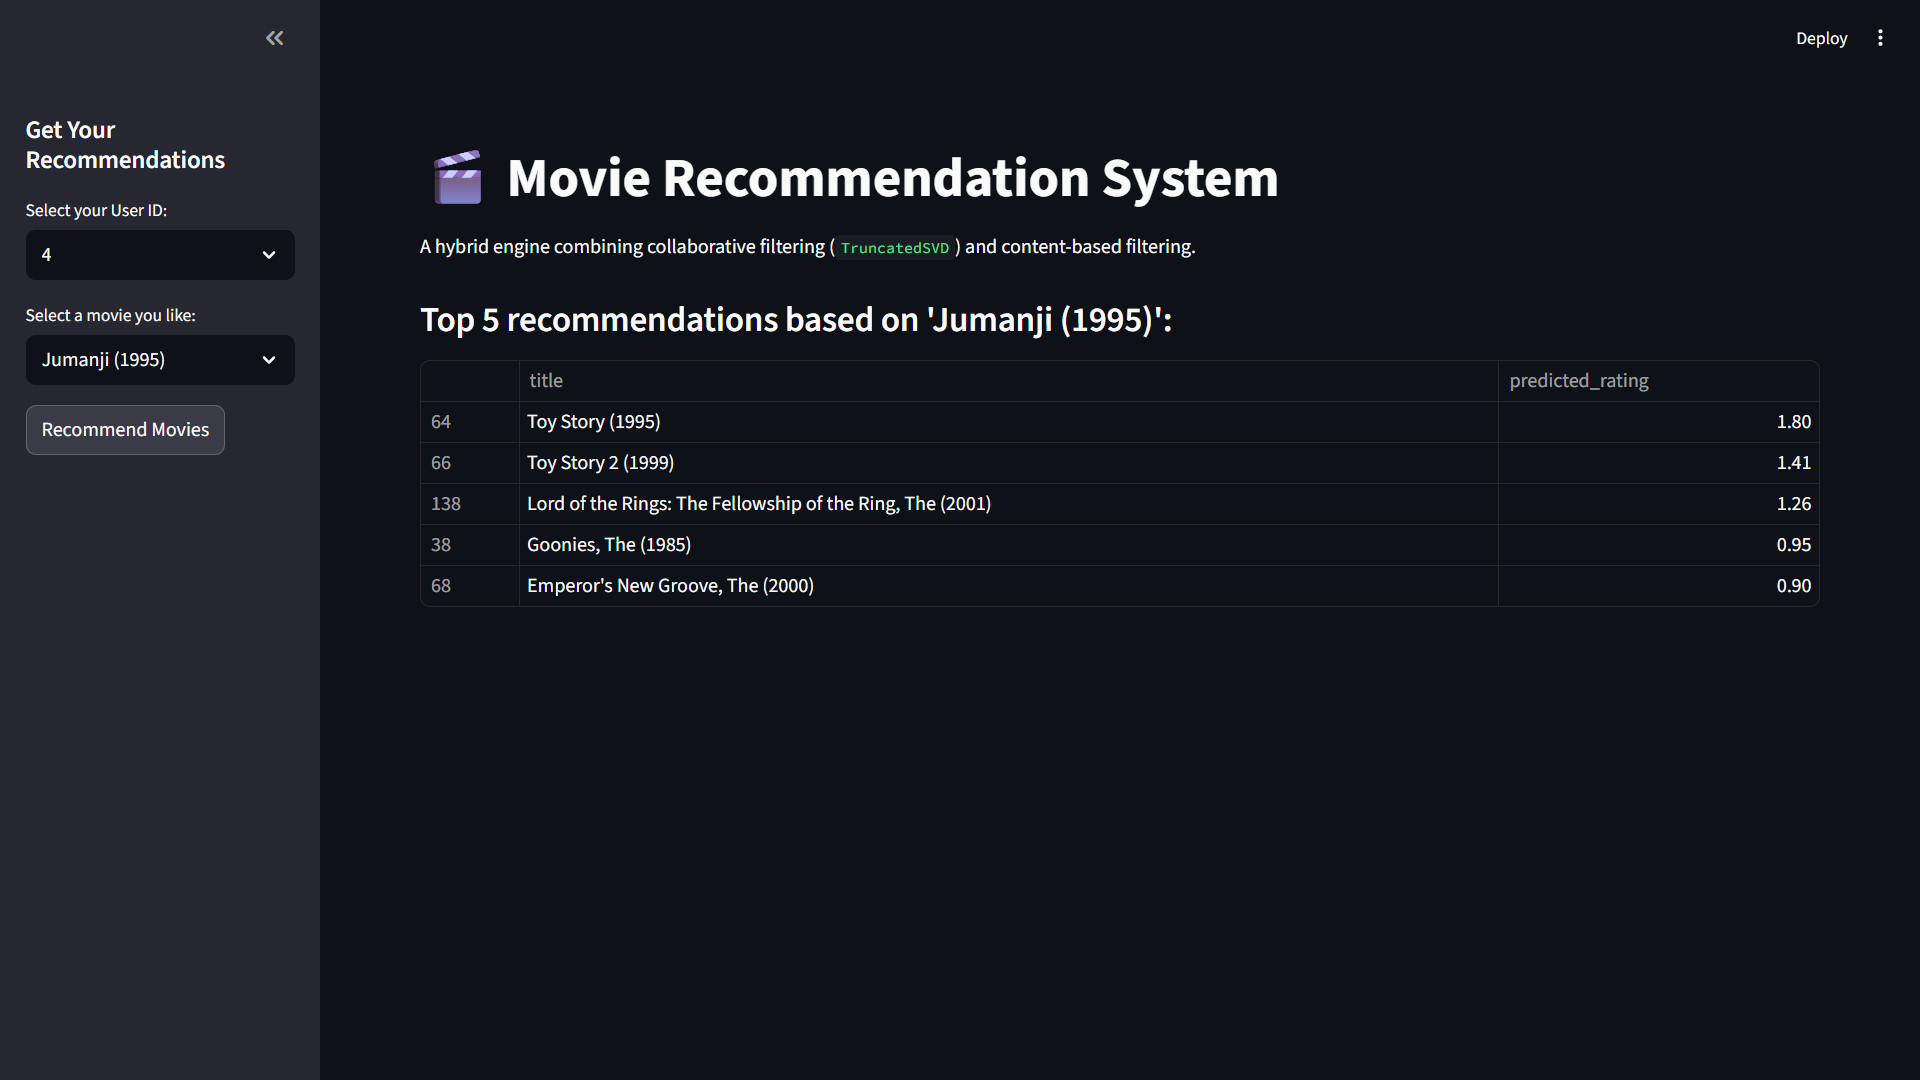 Get Your
Recommendations
Select your User ID:
4
Select a movie you like:
Jumanji (1995)
Recommend Movies
Deploy
Movie Recommendation System
A hybrid engine combining collaborative filtering ( TruncatedSVD ) and content-based filtering.
Top 5 recommendations based on 'Jumanji (1995)':
title predicted_rating
64 Toy Story (1995) 1.80
66 Toy Story 2 (1999) 1.41
138 Lord of the Rings: The Fellowship of the Ring, The (2001) 1.26
38 Goonies, The (1985) 0.95
68 Emperor's New Groove, The (2000) 0.90